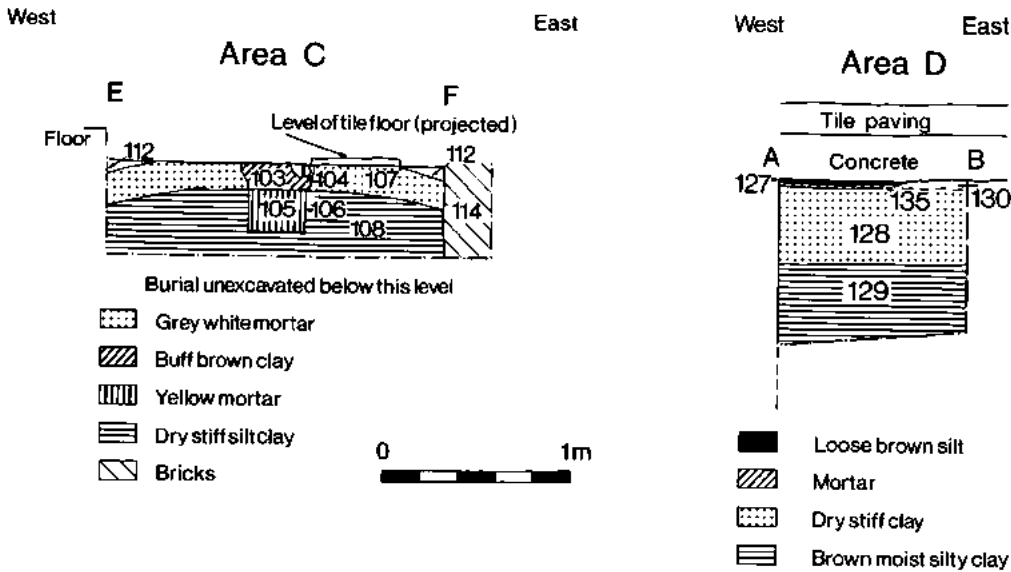 West East
Area C
E F
Floor
Level of tile floor (projected)
112 112
103 104 107
105 106 114
108
Burial unexcavated below this level
Grey white mortar
Buff brown clay
Yellow mortar
Dry stiff silt clay
Bricks
0 1m
West East
Area D
Tile paving
A B
Concrete
127 135 130
128
129
Loose brown silt
Mortar
Dry stiff clay
Brown moist silty clay